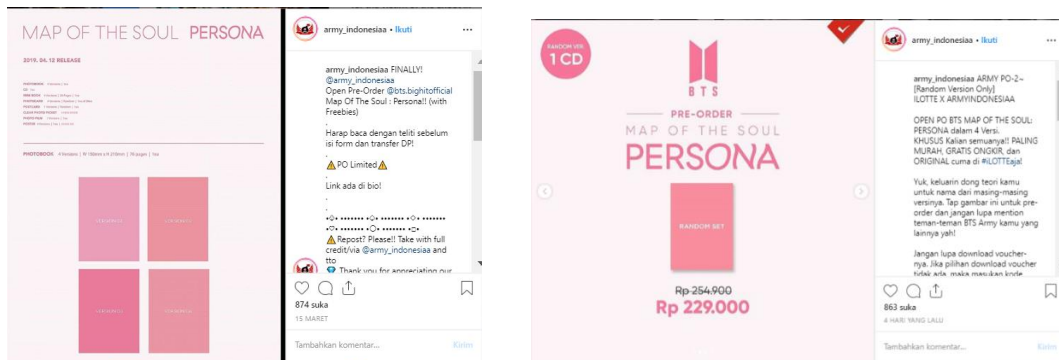 MAP OF THE SOUL PERSONA
2019. 04. 12 RELEASE
PHOTOBOOK
army_indonesiaa • Ikuti
army_indonesiaa FINALLY!
@army_indonesiaa
Open Pre-Order @bts.bighitofficial
Map Of The Soul : Persona!! (with
Freebies)
.
Harap baca dengan teliti sebelum
isi form dan transfer DP!
.
⚠PO Limited⚠
.
Link ada di bio!
.
.
⚠Repost? Please!! Take with full
credit/via @army_indonesiaa and
tto
Thank you for appreciating our
874 suka
15 MARET
Tambahkan komentar...
Kirim
RANDOM VER.
1 CD
BTS
PRE-ORDER
MAP OF THE SOUL
PERSONA
RANDOM SET
Rp 254.900
Rp 229.000
army_indonesiaa • Ikuti
army_indonesiaa ARMY PO-2~
[Random Version Only]
ILOTTE X ARMYINDONESIAA
OPEN PO BTS MAP OF THE SOUL:
PERSONA dalam 4 Versi.
KHUSUS Kalian semuanya!! PALING
MURAH, GRATIS ONGKIR, dan
ORIGINAL cuma di #iLOTTEaja!
Yuk, keluarin dong teori kamu
untuk nama dari masing-masing
versinya. Tap gambar ini untuk pre-
order dan jangan lupa mention
teman-teman BTS Army kamu yang
lainnya yah!
Jangan lupa download voucher-
nya. Jika pilihan download voucher
tidak ada, maka masukan kode
863 suka
4 HARI YANG LALU
Tambahkan komentar...
Kirim